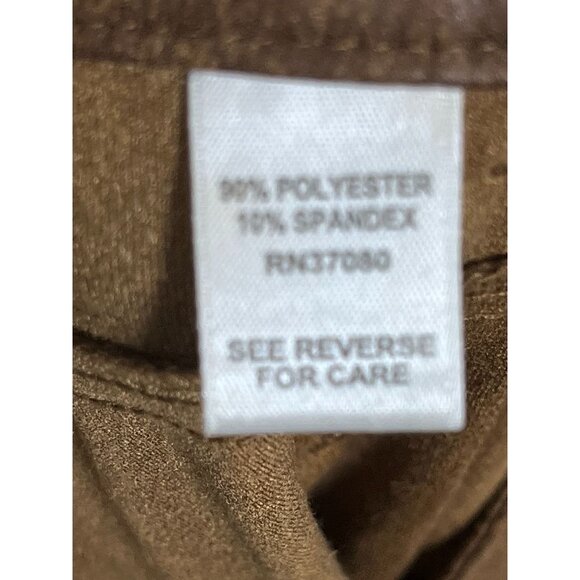 90% POLYESTER
10% SPANDEX
RN37080
SEE REVERSE
FOR CARE